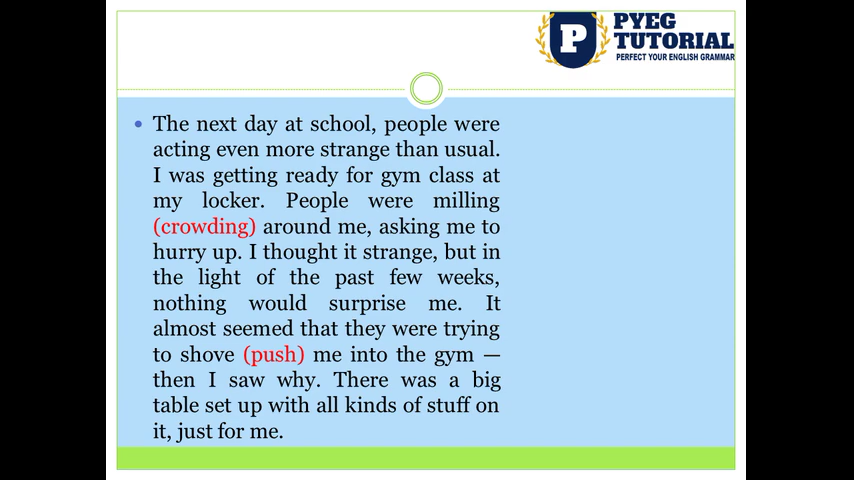 P
PYEG
TUTORIAL
PERFECT YOUR ENGLISH GRAMMAR
• The next day at school, people were
acting even more strange than usual.
I was getting ready for gym class at
my locker. People were milling
(crowding) around me, asking me to
hurry up. I thought it strange, but in
the light of the past few weeks,
nothing would surprise me. It
almost seemed that they were trying
to shove (push) me into the gym —
then I saw why. There was a big
table set up with all kinds of stuff on
it, just for me.